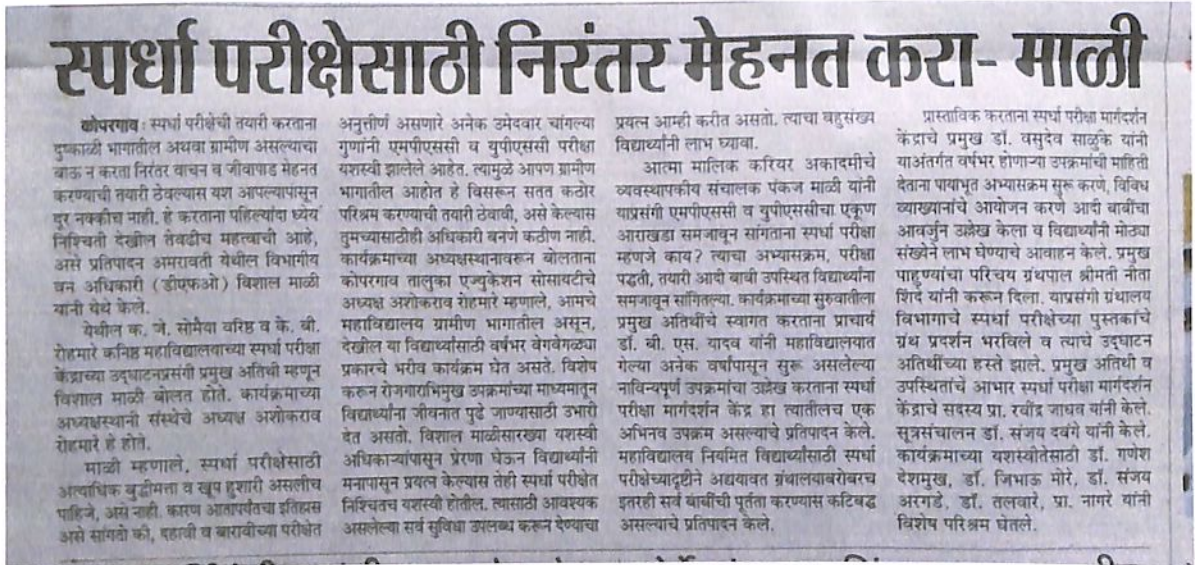 स्पर्धा परीक्षेसाठी निरंतर मेहनत करा- माळी
कोपरगाव : स्पर्धा परीक्षेची तयारी करताना
दुष्काळी भागातील अथवा ग्रामीण असल्याचा
बाऊ न करता निरंतर वाचन व जीवापाड मेहनत
करण्याची तयारी ठेवल्यास यश आपल्यापासून
दूर नक्कीच नाही. हे करताना पहिल्यांदा ध्येय
निश्चिती देखील तेवढीच महत्वाची आहे,
असे प्रतिपादन अमरावती येथील विभागीय
वन अधिकारी (डीएफओ) विशाल माळी
यांनी येथे केले.
येथील क. जे. सोमैया वरिष्ठ व के. बी.
रोहमारे कनिष्ठ महाविद्यालयाच्या स्पर्धा परीक्षा
केंद्राच्या उद्घाटनप्रसंगी प्रमुख अतिथी म्हणून
विशाल माळी बोलत होते. कार्यक्रमाच्या
अध्यक्षस्थानी संस्थेचे अध्यक्ष अशोकराव
रोहमारे हे होते.
माळी म्हणाले, स्पर्धा परीक्षेसाठी
अत्याधिक बुद्धीमत्ता व खूप हुशारी असलीच
पाहिजे, असे नाही. कारण आतापर्यंतचा इतिहास
असे सांगतो की, दहावी व बारावीच्या परीक्षेत
अनुत्तीर्ण असणारे अनेक उमेदवार चांगल्या
गुणांनी एमपीएससी व युपीएससी परीक्षा
यशस्वी झालेले आहेत. त्यामुळे आपण ग्रामीण
भागातील आहोत हे विसरून सतत कठोर
परिश्रम करण्याची तयारी ठेवावी, असे केल्यास
तुमच्यासाठीही अधिकारी बनणे कठीण नाही.
कार्यक्रमाच्या अध्यक्षस्थानावरून बोलताना
कोपरगाव तालुका एज्युकेशन सोसायटीचे
अध्यक्ष अशोकराव रोहमारे म्हणाले, आमचे
महाविद्यालय ग्रामीण भागातील असून,
देखील या विद्यार्थ्यांसाठी वर्षभर वेगवेगळ्या
प्रकारचे भरीव कार्यक्रम घेत असते. विशेष
करून रोजगाराभिमुख उपक्रमांच्या माध्यमातून
विद्यार्थ्यांना जीवनात पुढे जाण्यासाठी उभारी
देत असतो. विशाल माळीसारख्या यशस्वी
अधिकाऱ्यांपासून प्रेरणा घेऊन विद्यार्थ्यांनी
मनापासून प्रयत्न केल्यास तेही स्पर्धा परीक्षेत
निश्चितच यशस्वी होतील. त्यासाठी आवश्यक
असलेल्या सर्व सुविधा उपलब्ध करून देण्याचा
प्रयत्न आम्ही करीत असतो. त्याचा बहुसंख्य
विद्यार्थ्यांनी लाभ घ्यावा.
आत्मा मालिक करियर अकादमीचे
व्यवस्थापकीय संचालक पंकज माळी यांनी
याप्रसंगी एमपीएससी व युपीएससीचा एकूण
आराखडा समजावून सांगताना स्पर्धा परीक्षा
म्हणजे काय? त्याचा अभ्यासक्रम, परीक्षा
पद्धती, तयारी आदी बाबी उपस्थित विद्यार्थ्यांना
समजावून सांगितल्या. कार्यक्रमाच्या सुरुवातीला
प्रमुख अतिथींचे स्वागत करताना प्राचार्य
डॉ. बी. एस. यादव यांनी महाविद्यालयात
गेल्या अनेक वर्षांपासून सुरू असलेल्या
नाविन्यपूर्ण उपक्रमांचा उल्लेख करताना स्पर्धा
परीक्षा मार्गदर्शन केंद्र हा त्यातीलच एक
अभिनव उपक्रम असल्याचे प्रतिपादन केले.
महाविद्यालय नियमित विद्यार्थ्यांसाठी स्पर्धा
परीक्षेच्यादृष्टीने अद्ययावत ग्रंथालयाबरोबरच
इतरही सर्व बाबींची पूर्तता करण्यास कटिबद्ध
असल्याचे प्रतिपादन केले.
प्रास्ताविक करताना स्पर्धा परीक्षा मार्गदर्शन
केंद्राचे प्रमुख डॉ. वसुदेव साळुंके यांनी
याअंतर्गत वर्षभर होणाऱ्या उपक्रमांची माहिती
देताना पायाभूत अभ्यासक्रम सुरू करणे, विविध
व्याख्यानांचे आयोजन करणे आदी बाबींचा
आवर्जुन उल्लेख केला व विद्यार्थ्यांनी मोठ्या
संख्येने लाभ घेण्याचे आवाहन केले. प्रमुख
पाहुण्यांचा परिचय ग्रंथपाल श्रीमती नीता
शिंदे यांनी करून दिला. याप्रसंगी ग्रंथालय
विभागाचे स्पर्धा परीक्षेच्या पुस्तकांचे
ग्रंथ प्रदर्शन भरविले व त्याचे उद्घाटन
अतिथींच्या हस्ते झाले. प्रमुख अतिथी व
उपस्थितांचे आभार स्पर्धा परीक्षा मार्गदर्शन
केंद्राचे सदस्य प्रा. रवींद्र जाधव यांनी केले.
सूत्रसंचालन डॉ. संजय दवंगे यांनी केले.
कार्यक्रमाच्या यशस्वीतेसाठी डॉ. गणेश
देशमुख, डॉ. जिभाऊ मोरे, डॉ. संजय
अरगडे, डॉ. तलवारे, प्रा. नागरे यांनी
विशेष परिश्रम घेतले.